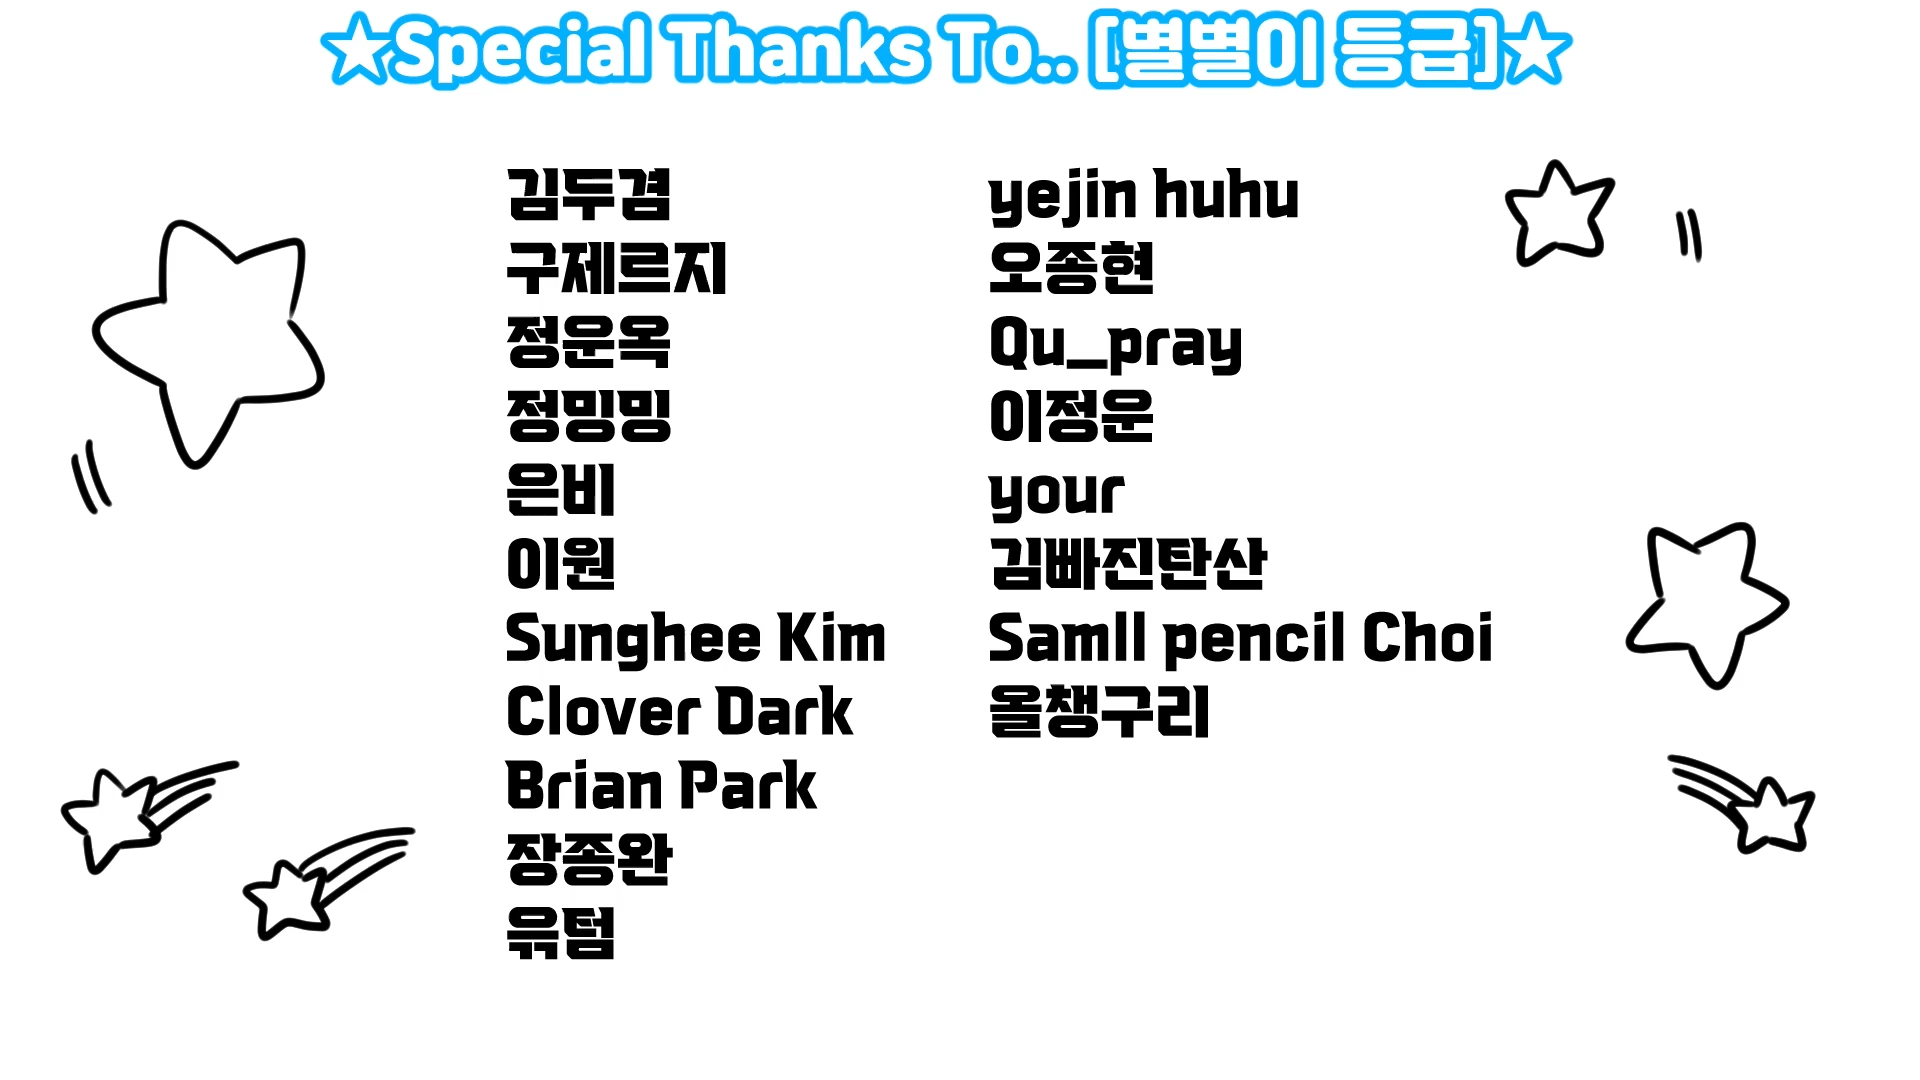 ★Special Thanks To.. [별별이 등급]★
김두겸
구제르지
정운옥
정밍밍
은비
이원
Sunghee Kim
Clover Dark
Brian Park
장종완
윾텀
yejin huhu
오종현
Qu_pray
이정운
your
김빠진탄산
Samll pencil Choi
올챙구리